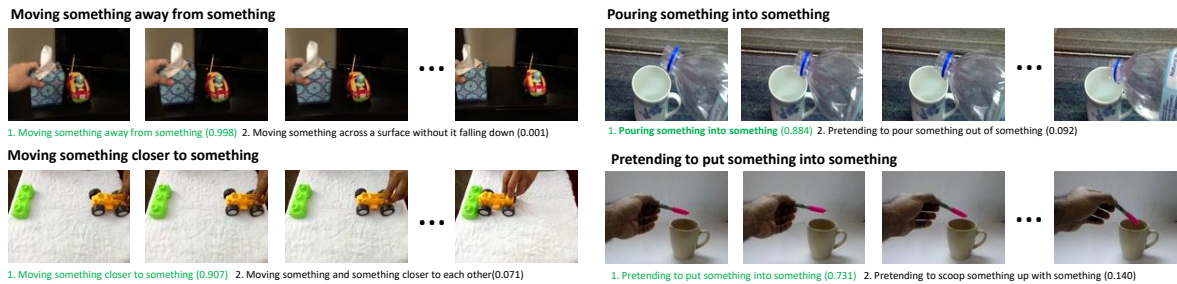 Moving something away from something
...
1. Moving something away from something (0.998) 2. Moving something across a surface without it falling down (0.001)
Moving something closer to something
...
1. Moving something closer to something (0.907) 2. Moving something and something closer to each other(0.071)
Pouring something into something
...
1. Pouring something into something (0.884) 2. Pretending to pour something out of something (0.092)
Pretending to put something into something
...
1. Pretending to put something into something (0.731) 2. Pretending to scoop something up with something (0.140)